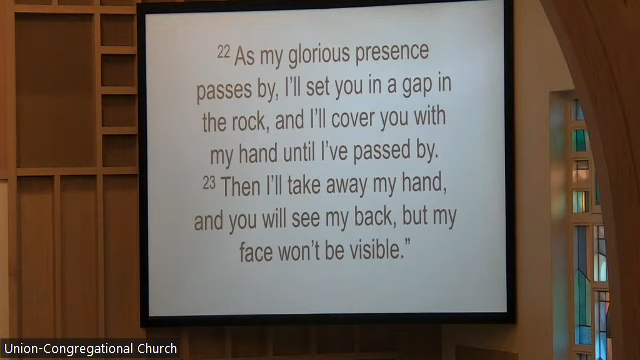 22 As my glorious presence
passes by, I'll set you in a gap in
the rock, and I'll cover you with
my hand until I've passed by.
23 Then I'll take away my hand,
and you will see my back, but my
face won't be visible."
Union-Congregational Church